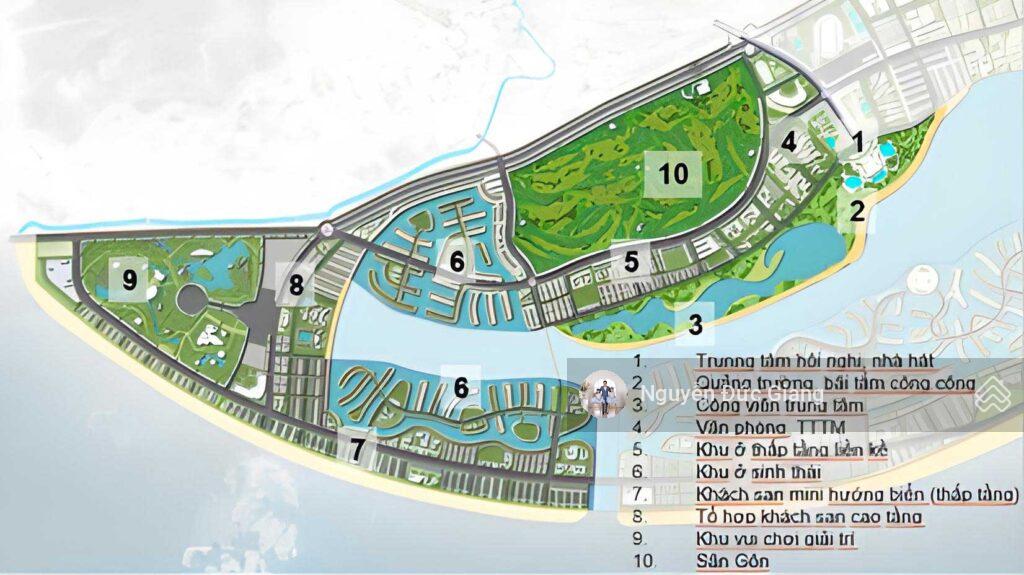 10
4
1
2
6
5
9
8
3
6
7
1. Trung tâm hội nghị, nhà hát
2 Quảng trường, bãi tắm công cộng
Nguyễn Đức Giang
3 Công viên trung tâm
4. Văn phòng, TTTM
5. Khu ở thấp tầng liền kề
6. Khu ở sinh thái
7. Khách sạn mini hướng biển (thấp tầng)
8. Tổ hợp khách sạn cao tầng
9. Khu vui chơi giải trí
10. Sân Gôn